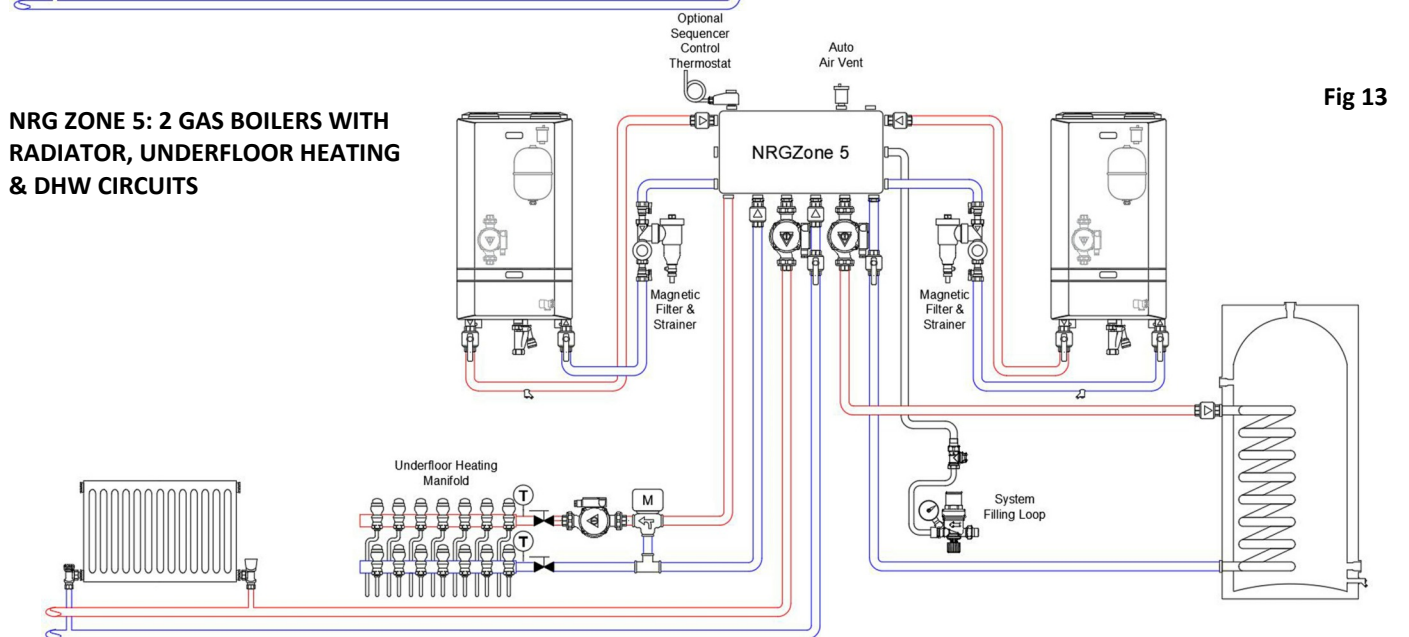 Optional
Sequencer
Control
Thermostat
Auto
Air Vent
Fig 13
NRG ZONE 5: 2 GAS BOILERS WITH
RADIATOR, UNDERFLOOR HEATING
& DHW CIRCUITS
NRGZone 5
Magnetic
Filter &
Strainer
Magnetic
Filter &
Strainer
Underfloor Heating
Manifold
T
M
T
System
Filling Loop